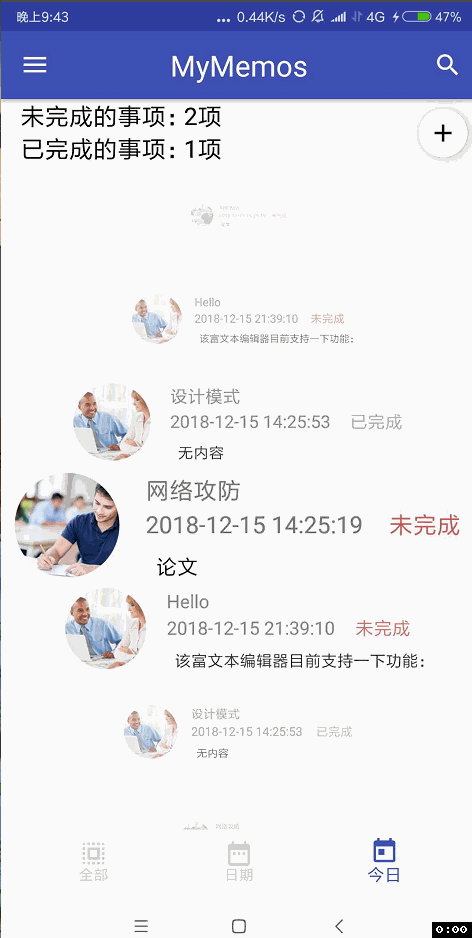 晚上9:43
... 0.44K/s 4G 47%
MyMemos
未完成的事项：2项
已完成的事项：1项
Hello
2018-12-15 21:39:10 未完成
该富文本编辑器目前支持一下功能：
设计模式
2018-12-15 14:25:53 已完成
无内容
网络攻防
2018-12-15 14:25:19 未完成
论文
Hello
2018-12-15 21:39:10 未完成
该富文本编辑器目前支持一下功能：
设计模式
2018-12-15 14:25:53 已完成
无内容
网络攻防
全部 日期 今日
0:00